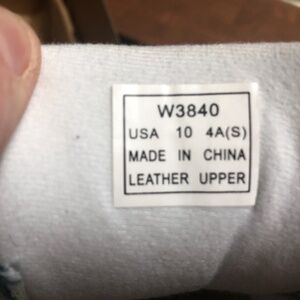 W3840
USA 10 4A(S)
MADE IN CHINA
LEATHER UPPER